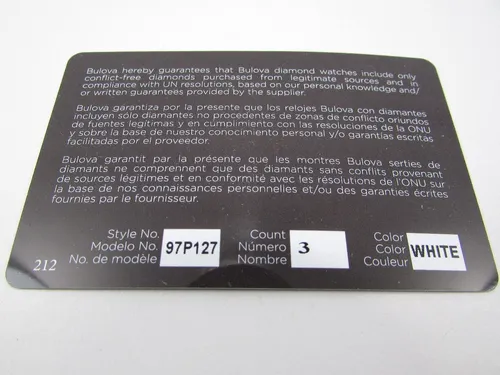 Bulova hereby guarantees that Bulova diamond watches include only
conflict-free diamonds purchased from legitimate sources and in
compliance with UN resolutions, based on our personal knowledge and/
or written guarantees provided by the supplier.
Bulova garantiza por la presente que los relojes Bulova con diamantes
incluyen sólo diamantes no procedentes de zonas de conflicto oriundos
de fuentes legítimas y en cumplimiento con las resoluciones de la ONU
y sobre la base de nuestro conocimiento personal y/o garantías escritas
facilitadas por el proveedor.
Bulova garantit par la présente que les montres Bulova serties de
diamants ne comprennent que des diamants sans conflits provenant
de sources légitimes et en conformité avec les résolutions de l'ONU sur
la base de nos connaissances personnelles et/ou des garanties écrites
fournies par le fournisseur.
Style No. Count Color
Modelo No. 97P127 Número 3 Color WHITE
No. de modèle Nombre Couleur
212